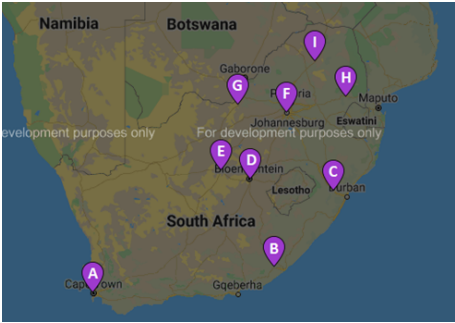 Namibia
Botswana
I
Gaborone
H
G
F
Pretoria
Maputo
Johannesburg
Eswatini
evelopment purposes only
For development purposes only
E
D
Bloemfontein
C
Lesotho
Durban
South Africa
B
A
Cape Town
Gqeberha